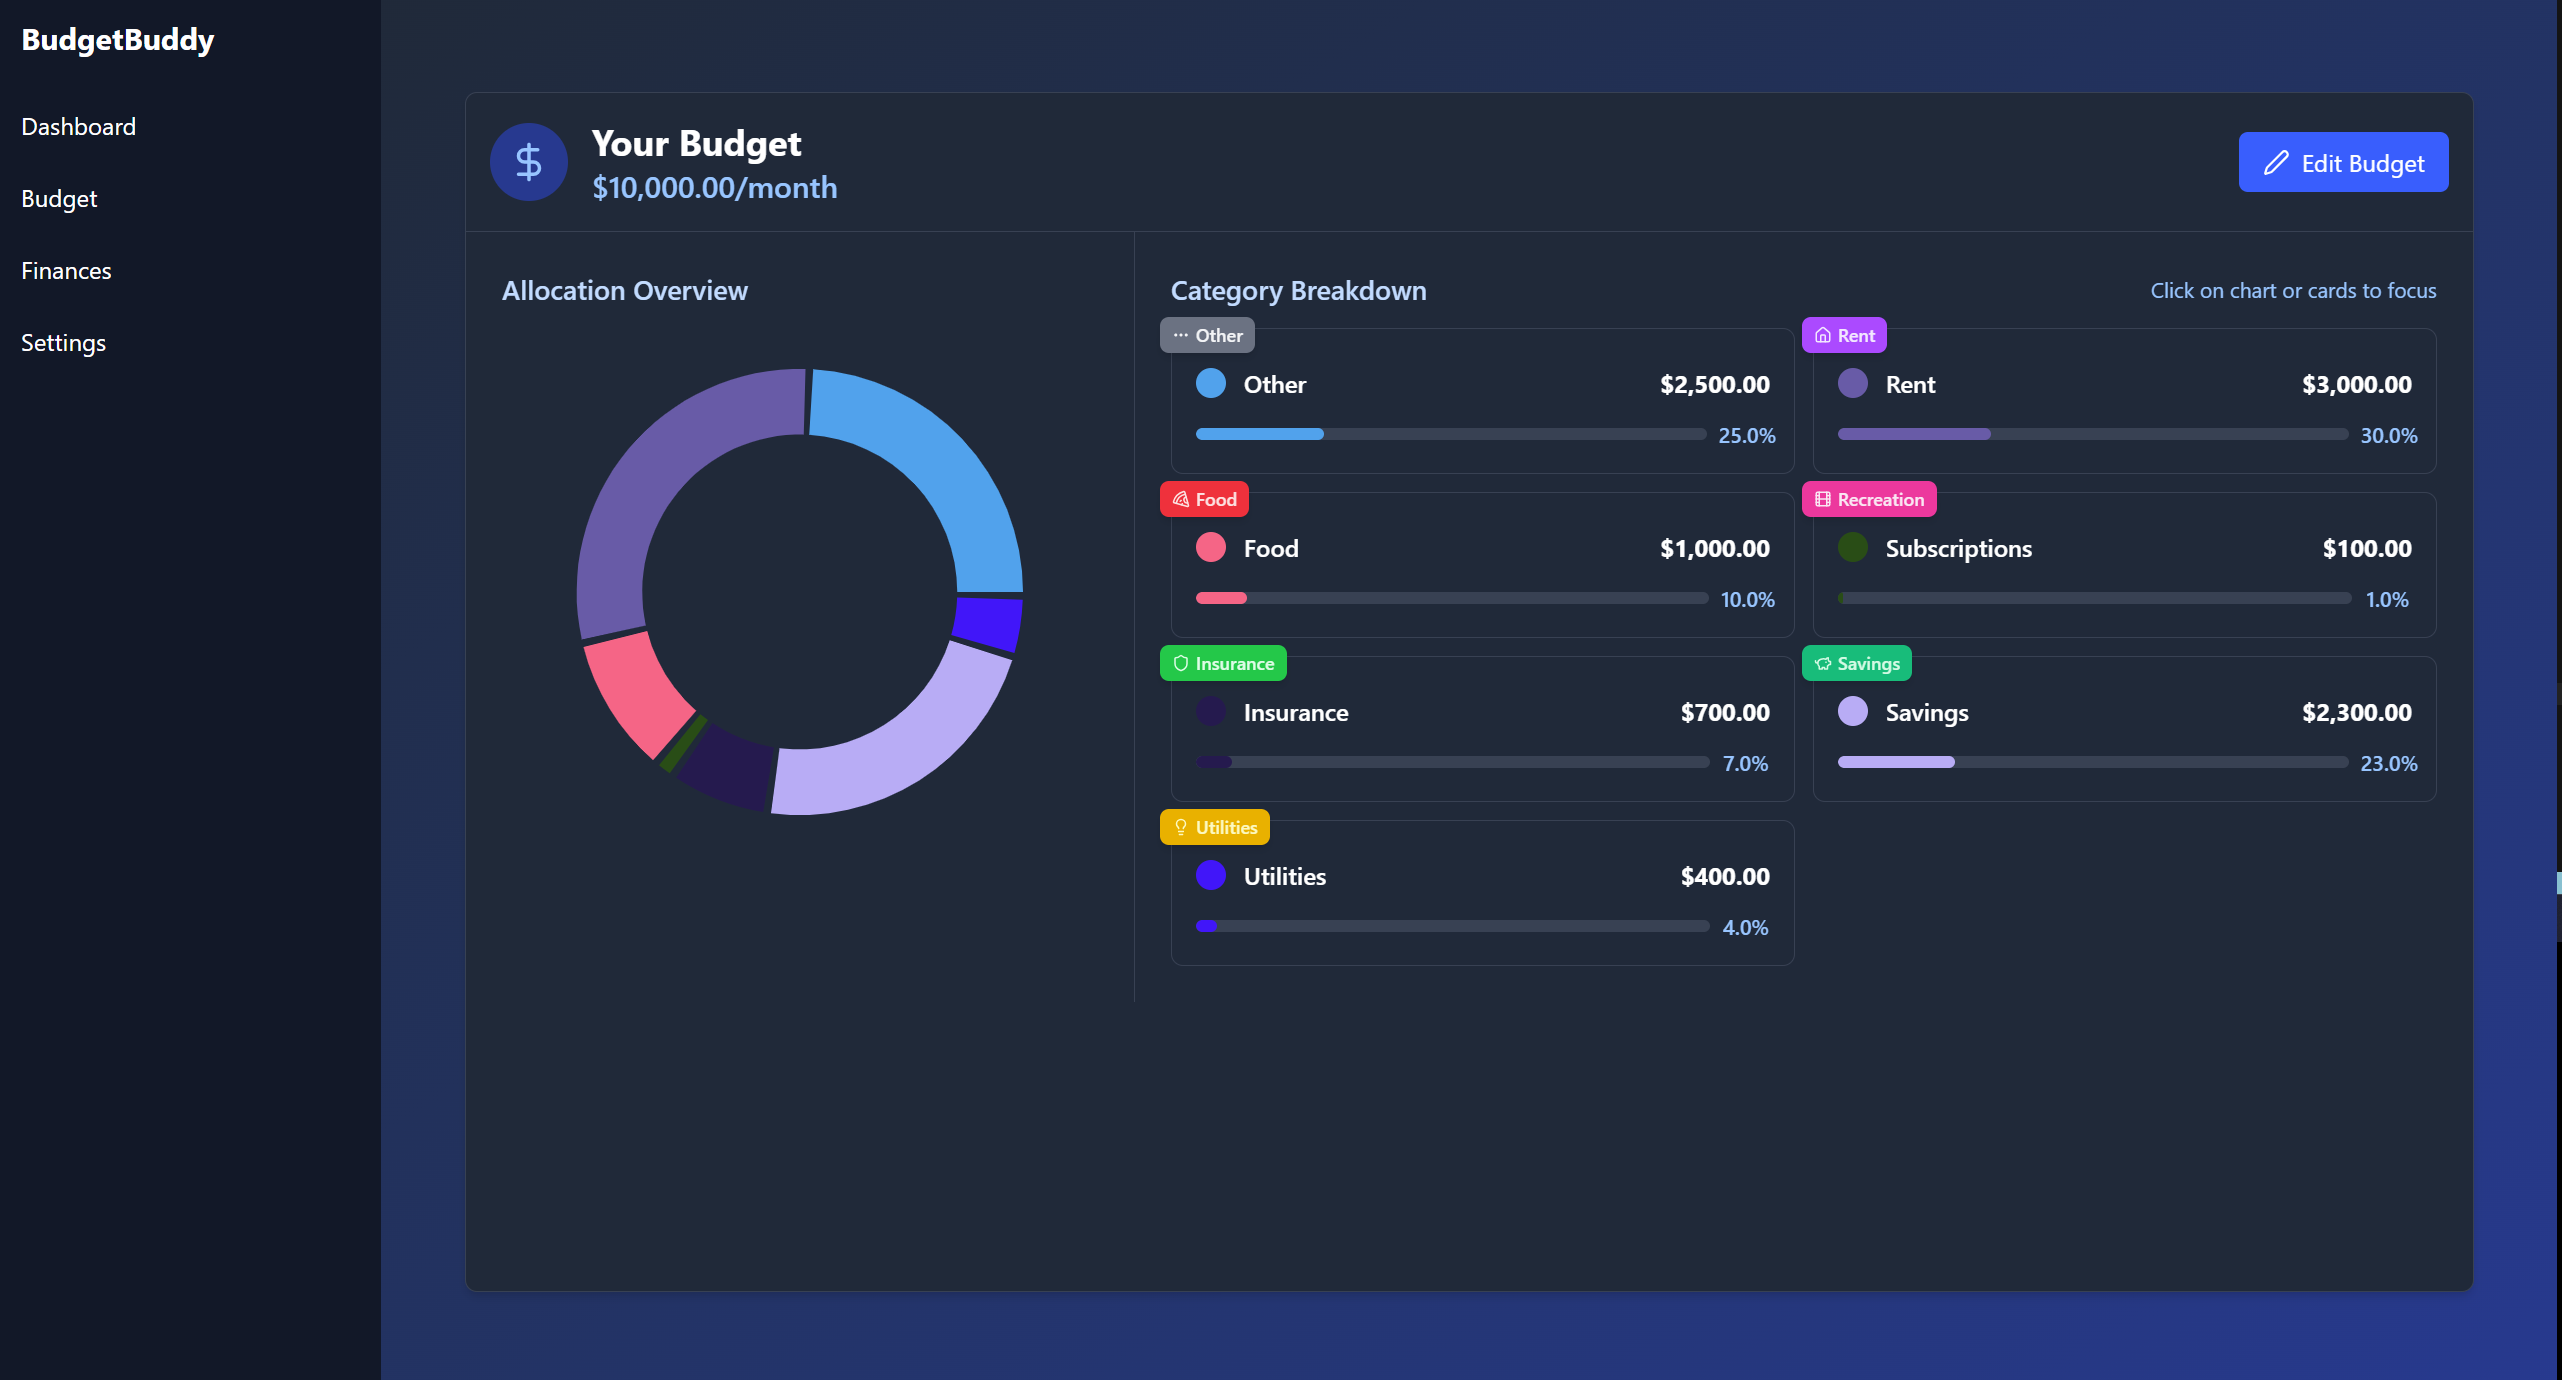 BudgetBuddy
Dashboard
Budget
Finances
Settings
$
Your Budget
$10,000.00/month
Edit Budget
Allocation Overview
Category Breakdown
Click on chart or cards to focus
Other
Other $2,500.00
25.0%
Rent
Rent $3,000.00
30.0%
Food
Food $1,000.00
10.0%
Recreation
Subscriptions $100.00
1.0%
Insurance
Insurance $700.00
7.0%
Savings
Savings $2,300.00
23.0%
Utilities
Utilities $400.00
4.0%